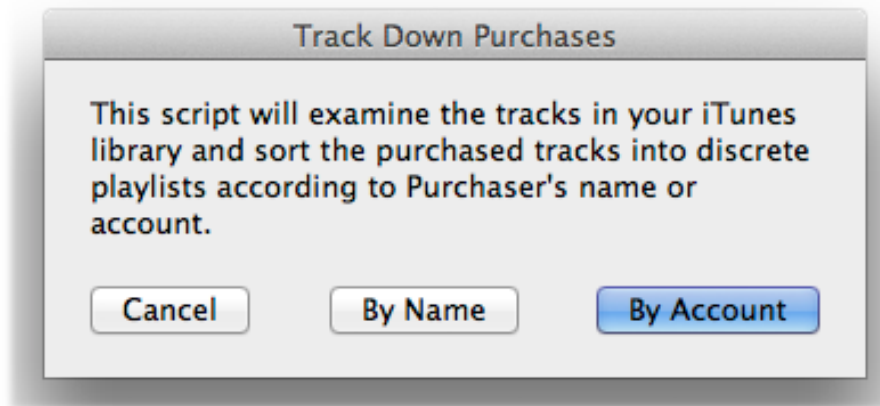 Track Down Purchases
This script will examine the tracks in your iTunes
library and sort the purchased tracks into discrete
playlists according to Purchaser's name or
account.
Cancel
By Name
By Account